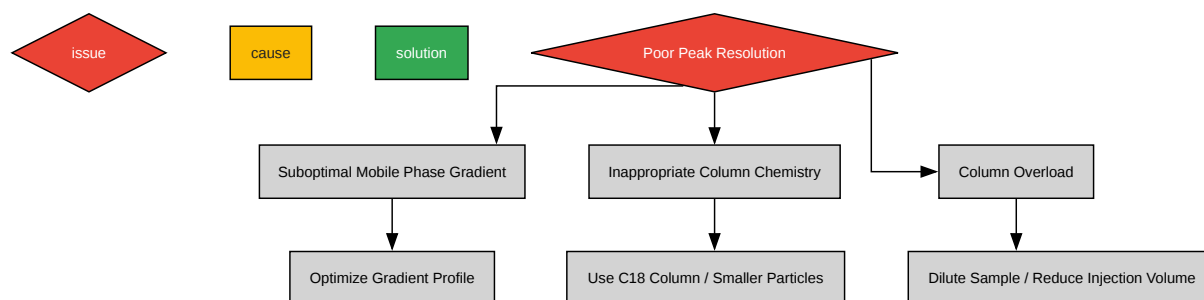 issue
cause
solution
Poor Peak Resolution
Suboptimal Mobile Phase Gradient
Inappropriate Column Chemistry
Column Overload
Optimize Gradient Profile
Use C18 Column / Smaller Particles
Dilute Sample / Reduce Injection Volume